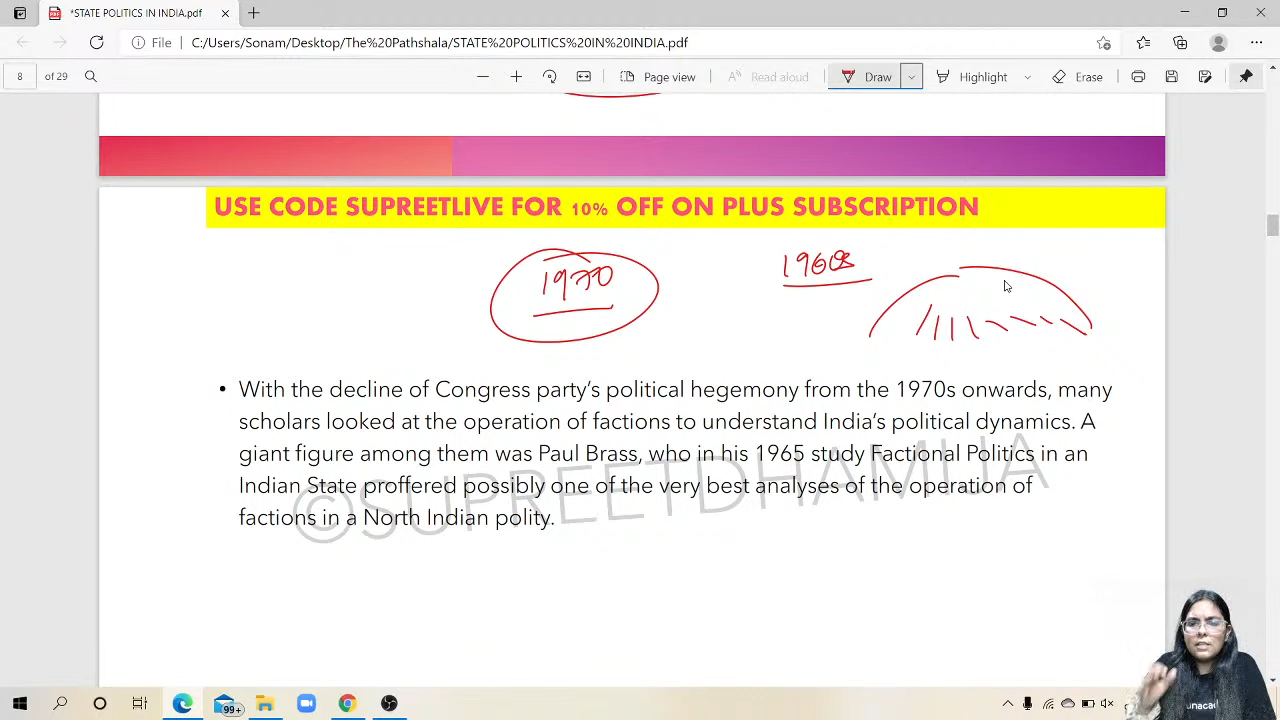 *STATE POLITICS IN INDIA.pdf
File C:/Users/Sonam/Desktop/The%20Pathshala/STATE%20POLITICS%20IN%20INDIA.pdf
8 of 29 Page view Read aloud Draw Highlight Erase
USE CODE SUPREETLIVE FOR 10% OFF ON PLUS SUBSCRIPTION
1970 1960s
• With the decline of Congress party's political hegemony from the 1970s onwards, many
scholars looked at the operation of factions to understand India's political dynamics. A
giant figure among them was Paul Brass, who in his 1965 study Factional Politics in an
Indian State proffered possibly one of the very best analyses of the operation of
factions in a North Indian polity.
©SUPREETDHAMIJA
unacad
99+